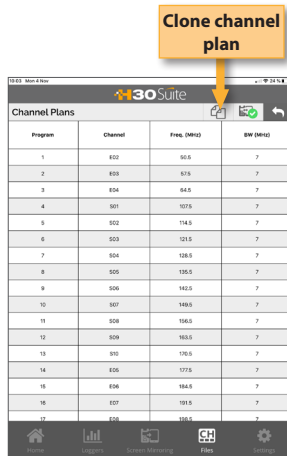 Clone channel
plan
10:03 Mon 4 Nov 24 %
H30 Suite
Channel Plans
Program Channel Freq. (MHz) BW (MHz)
1 E02 50.5 7
2 E03 57.5 7
3 E04 64.5 7
4 S01 107.5 7
5 S02 114.5 7
6 S03 121.5 7
7 S04 128.5 7
8 S05 135.5 7
9 S06 142.5 7
10 S07 149.5 7
11 S08 156.5 7
12 S09 163.5 7
13 S10 170.5 7
14 E05 177.5 7
15 E06 184.5 7
16 E07 191.5 7
17 E08 198.5 7
CH
Home Loggers Screen Mirroring Files Settings